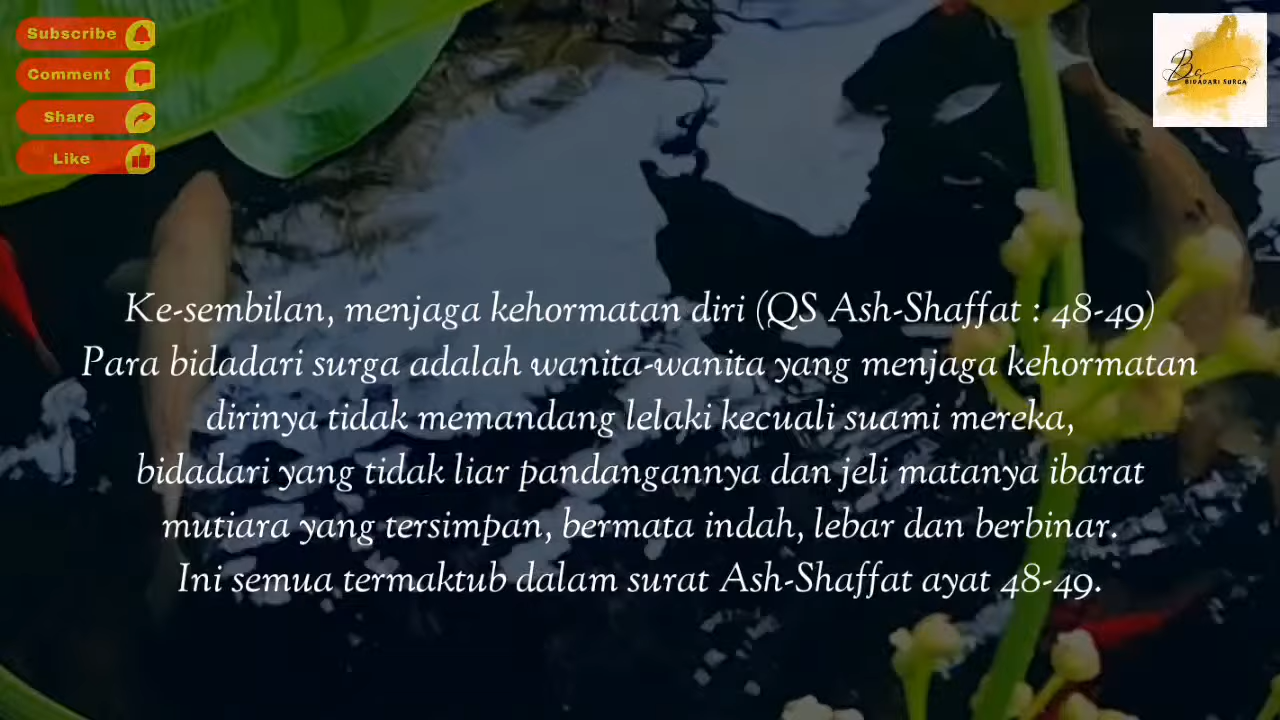 Subscribe
Comment
Share
Like
BIDADARI SURGA
Ke-sembilan, menjaga kehormatan diri (QS Ash-Shaffat : 48-49)
Para bidadari surga adalah wanita-wanita yang menjaga kehormatan
dirinya tidak memandang lelaki kecuali suami mereka,
bidadari yang tidak liar pandangannya dan jeli matanya ibarat
mutiara yang tersimpan, bermata indah, lebar dan berbinar.
Ini semua termaktub dalam surat Ash-Shaffat ayat 48-49.